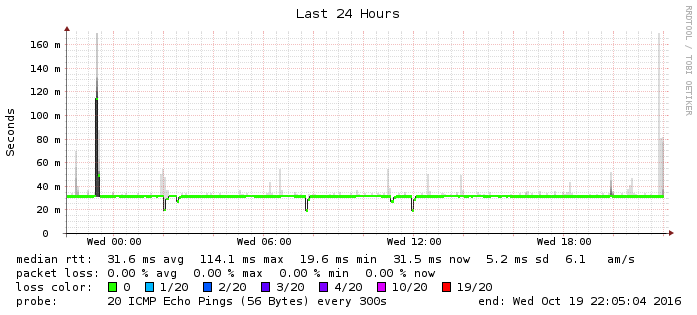 Last 24 Hours
RRDTOOL / TOBI OETIKER
Seconds
160 m
140 m
120 m
100 m
80 m
60 m
40 m
20 m
0
Wed 00:00 Wed 06:00 Wed 12:00 Wed 18:00
median rtt: 31.6 ms avg 114.1 ms max 19.6 ms min 31.5 ms now 5.2 ms sd 6.1 am/s
packet loss: 0.00 % avg 0.00 % max 0.00 % min 0.00 % now
loss color: 0 1/20 2/20 3/20 4/20 10/20 19/20
probe: 20 ICMP Echo Pings (56 Bytes) every 300s end: Wed Oct 19 22:05:04 2016